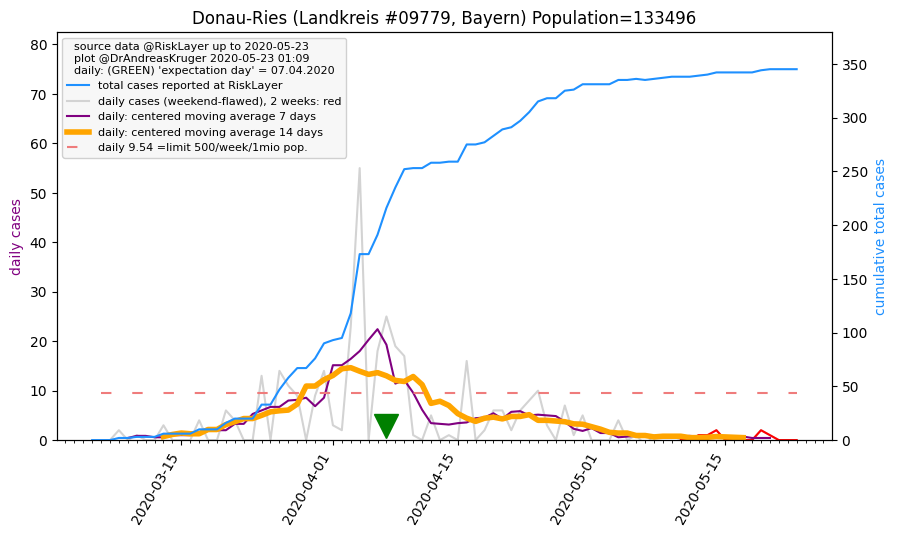 Donau-Ries (Landkreis #09779, Bayern) Population=133496
source data @RiskLayer up to 2020-05-23
plot @DrAndreasKruger 2020-05-23 01:09
daily: (GREEN) 'expectation day' = 07.04.2020
total cases reported at RiskLayer
daily cases (weekend-flawed), 2 weeks: red
daily: centered moving average 7 days
daily: centered moving average 14 days
daily 9.54 =limit 500/week/1mio pop.
daily cases
80
70
60
50
40
30
20
10
0
cumulative total cases
350
300
250
200
150
100
50
0
2020-03-15
2020-04-01
2020-04-15
2020-05-01
2020-05-15